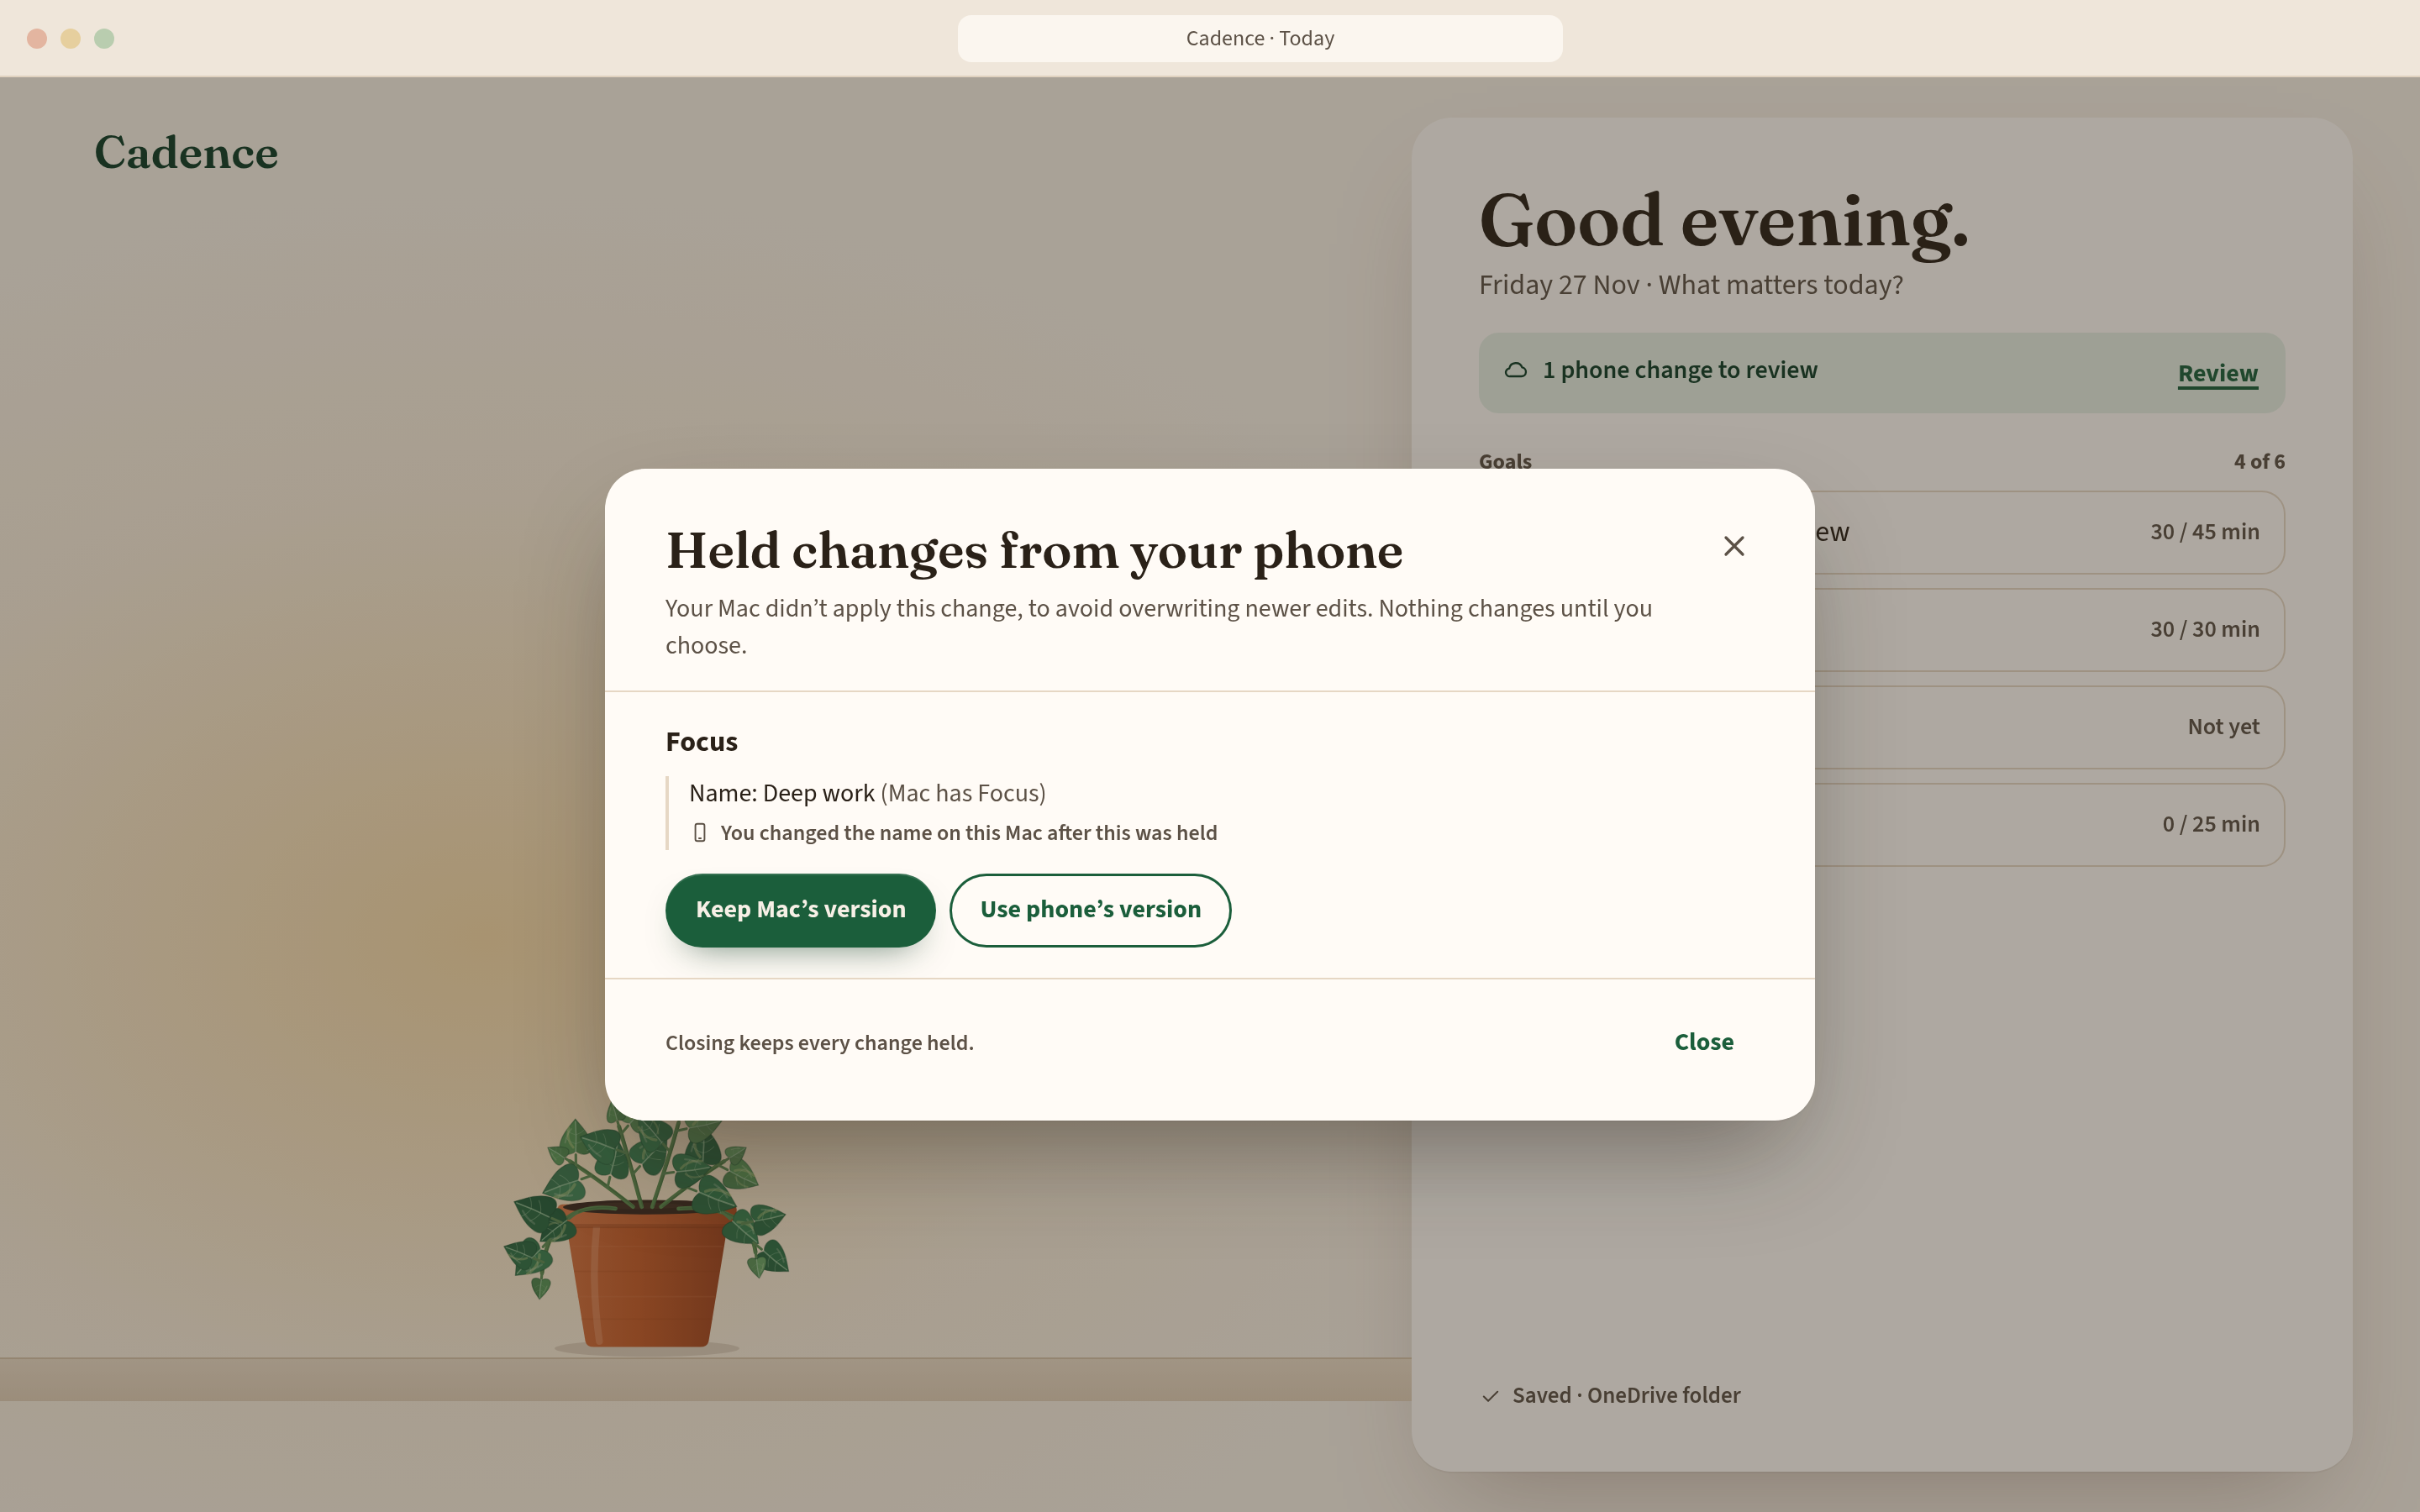 Cadence · Today
Cadence
Good evening.
Friday 27 Nov · What matters today?
1 phone change to review
Review
Goals
4 of 6
ew
30 / 45 min
30 / 30 min
Not yet
0 / 25 min
Held changes from your phone
Your Mac didn’t apply this change, to avoid overwriting newer edits. Nothing changes until you
choose.
Focus
Name: Deep work (Mac has Focus)
You changed the name on this Mac after this was held
Keep Mac’s version
Use phone’s version
Closing keeps every change held.
Close
Saved · OneDrive folder